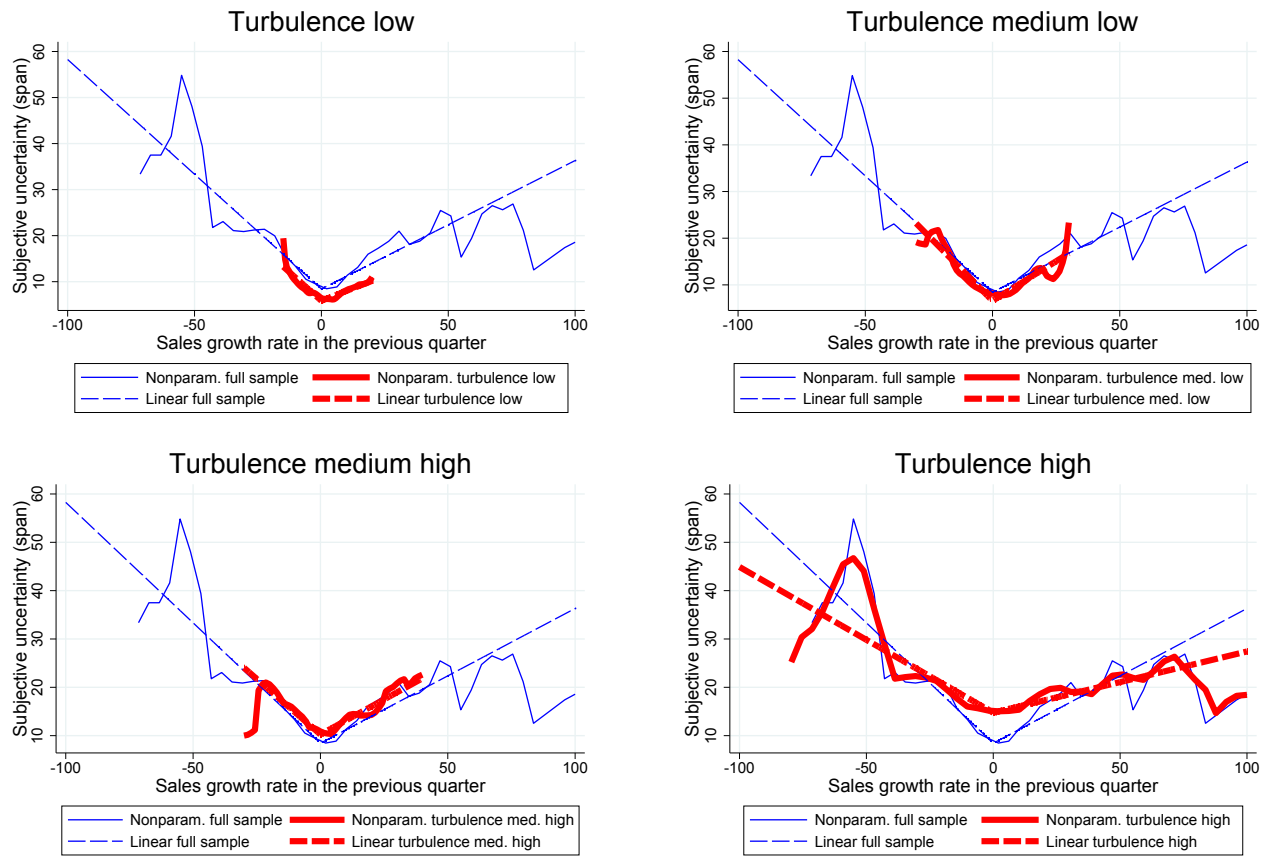 Turbulence low
Subjective uncertainty (span)
60
50
40
30
20
10
-100 -50 0 50 100
Sales growth rate in the previous quarter
Nonparam. full sample Nonparam. turbulence low
Linear full sample Linear turbulence low
Turbulence medium low
Subjective uncertainty (span)
60
50
40
30
20
10
-100 -50 0 50 100
Sales growth rate in the previous quarter
Nonparam. full sample Nonparam. turbulence med. low
Linear full sample Linear turbulence med. low
Turbulence medium high
Subjective uncertainty (span)
60
50
40
30
20
10
-100 -50 0 50 100
Sales growth rate in the previous quarter
Nonparam. full sample Nonparam. turbulence med. high
Linear full sample Linear turbulence med. high
Turbulence high
Subjective uncertainty (span)
60
50
40
30
20
10
-100 -50 0 50 100
Sales growth rate in the previous quarter
Nonparam. full sample Nonparam. turbulence high
Linear full sample Linear turbulence high